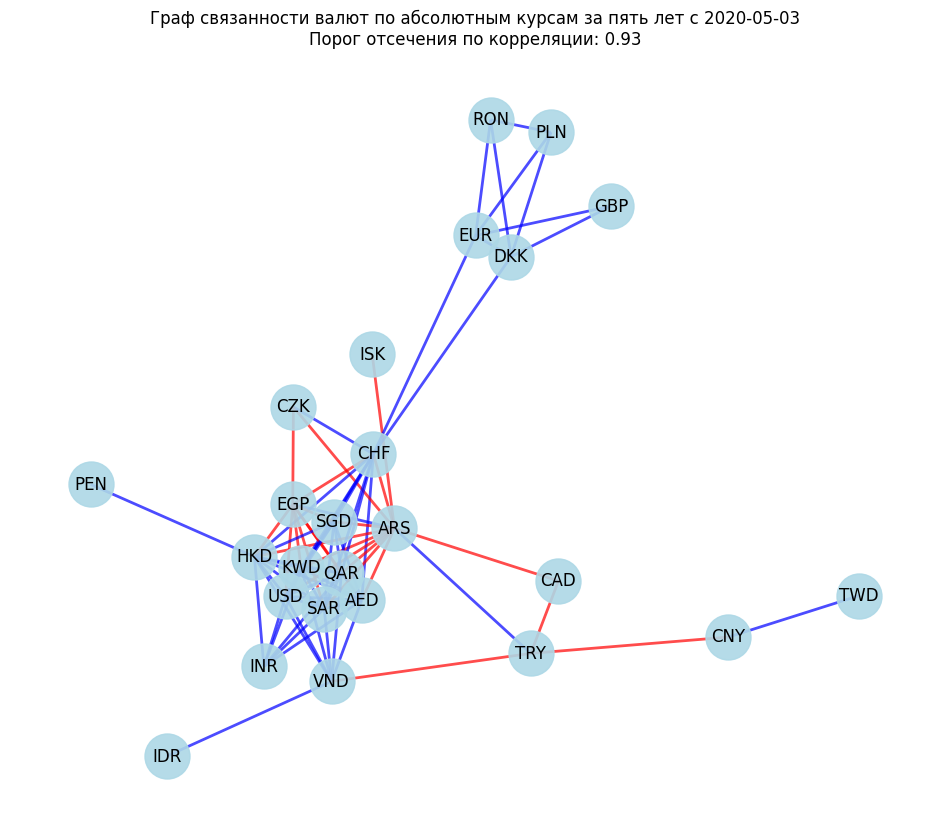 Граф связанности валют по абсолютным курсам за пять лет с 2020-05-03
Порог отсечения по корреляции: 0.93
RON
PLN
GBP
EUR
DKK
ISK
CZK
CHF
PEN
EGP
SGD
ARS
HKD
KWD
QAR
CAD
USD
SAR
AED
TWD
CNY
TRY
INR
VND
IDR